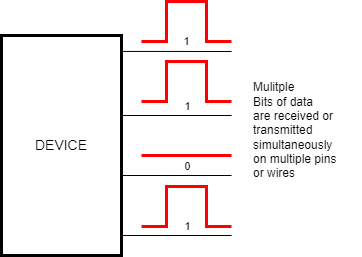 1
1
DEVICE
0
1
Mulitple
Bits of data
are received or
transmitted
simultaneously
on multiple pins
or wires